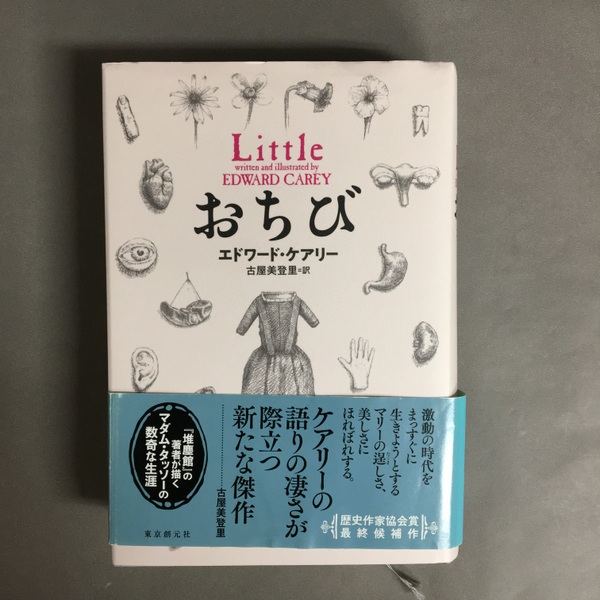 Little
written and illustrated by
EDWARD CAREY
おちび
エドワード・ケアリー
古屋美登里=訳
激動の時代を
まっすぐに
生きようとする
マリーの逞しさ、
美しさに
ほれぼれする。
ケアリーの
語りの凄さが
際立つ
新たな傑作
古屋美登里
『堆塵館』の
著者が描く
マダム・タッソーの
数奇な生涯
歴史作家協会賞
最終候補作
東京創元社